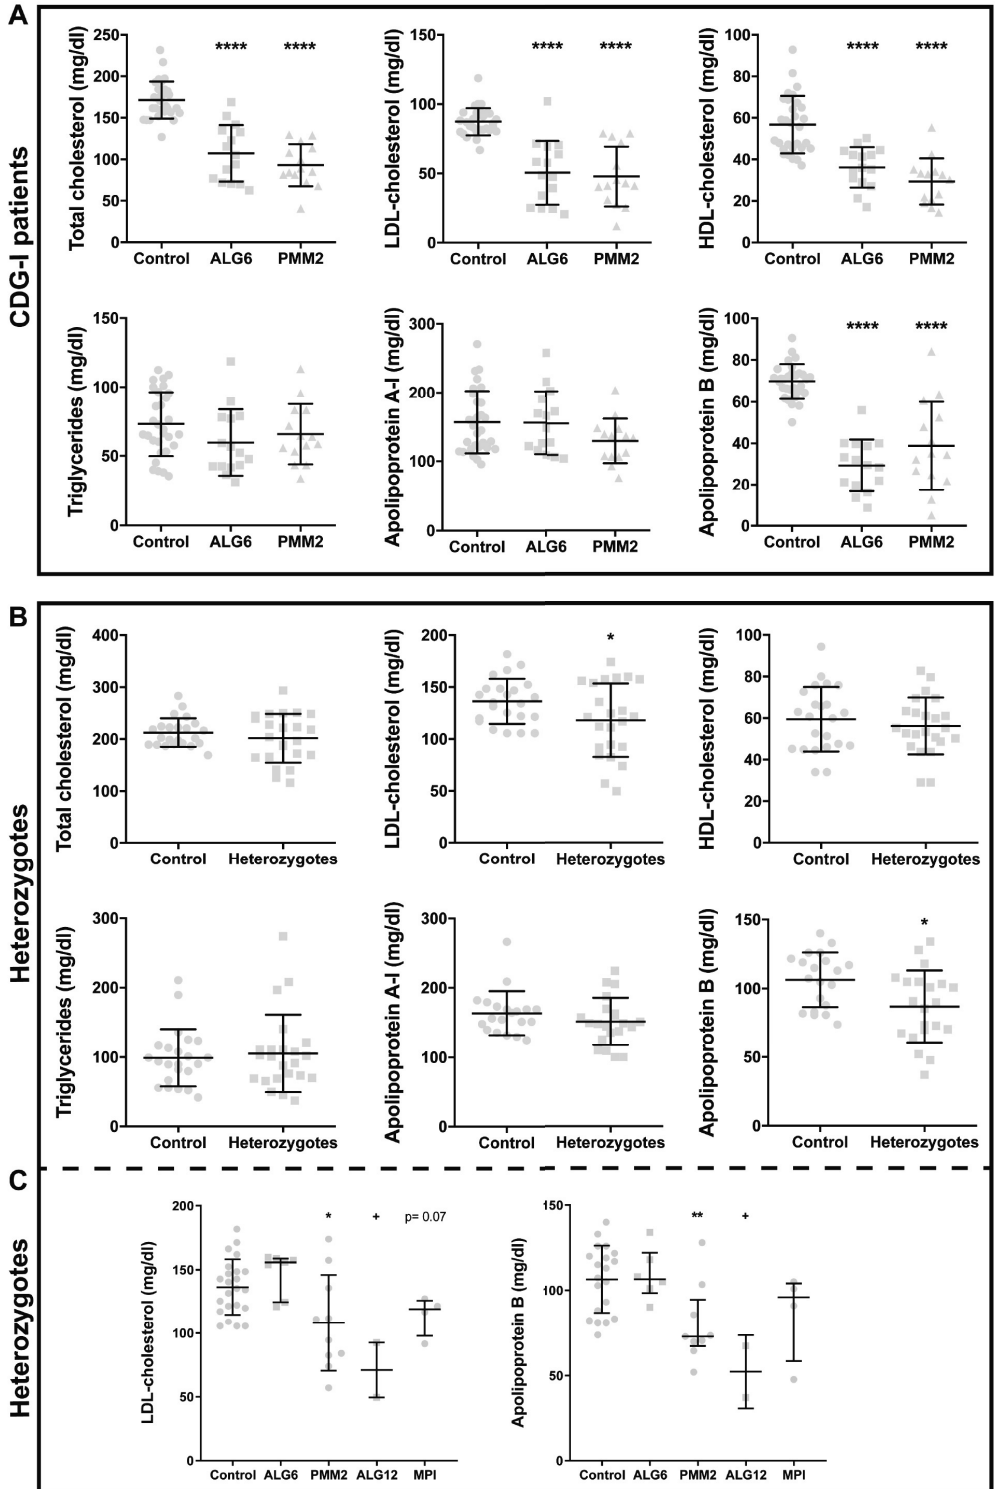 A
CDG-I patients
Total cholesterol (mg/dl)
250
200
150
100
50
0
Control ALG6 PMM2
**** ****
LDL-cholesterol (mg/dl)
150
100
50
0
Control ALG6 PMM2
**** ****
HDL-cholesterol (mg/dl)
100
80
60
40
20
0
Control ALG6 PMM2
**** ****
Triglycerides (mg/dl)
150
100
50
0
Control ALG6 PMM2
Apolipoprotein A-I (mg/dl)
300
200
100
0
Control ALG6 PMM2
Apolipoprotein B (mg/dl)
100
80
60
40
20
0
Control ALG6 PMM2
**** ****
B
Heterozygotes
Total cholesterol (mg/dl)
400
300
200
100
0
Control Heterozygotes
LDL-cholesterol (mg/dl)
200
150
100
50
0
Control Heterozygotes
*
HDL-cholesterol (mg/dl)
100
80
60
40
20
0
Control Heterozygotes
Triglycerides (mg/dl)
300
200
100
0
Control Heterozygotes
Apolipoprotein A-I (mg/dl)
300
200
100
0
Control Heterozygotes
Apolipoprotein B (mg/dl)
150
100
50
0
Control Heterozygotes
*
C
Heterozygotes
LDL-cholesterol (mg/dl)
200
150
100
50
0
Control ALG6 PMM2 ALG12 MPI
* + p= 0.07
Apolipoprotein B (mg/dl)
150
100
50
0
Control ALG6 PMM2 ALG12 MPI
** +